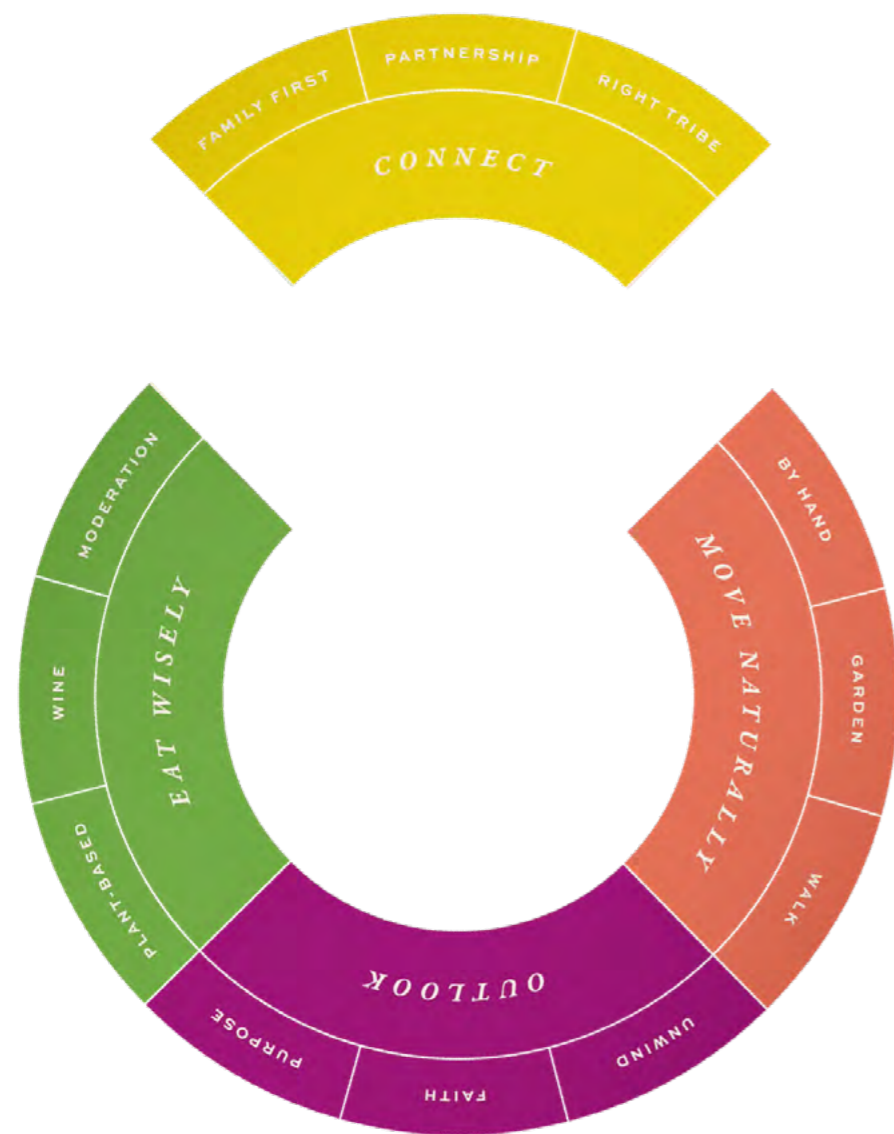 FAMILY FIRST
PARTNERSHIP
RIGHT TRIBE
CONNECT
BY HAND
GARDEN
WALK
MOVE NATURALLY
UNWIND
FAITH
PURPOSE
OUTLOOK
PLANT-BASED
WINE
MODERATION
EAT WISELY